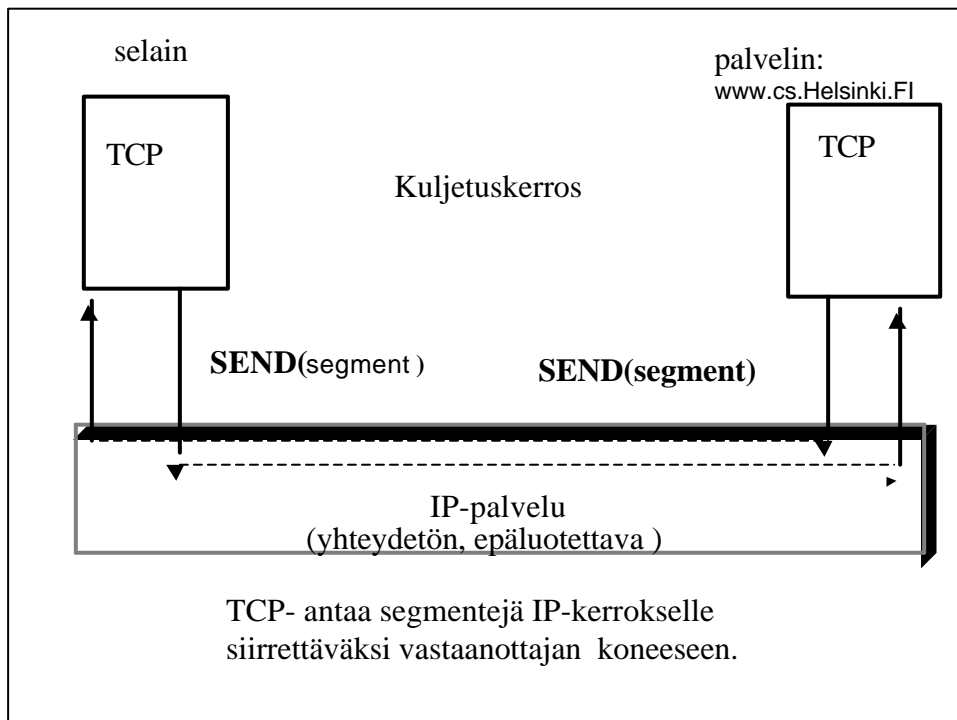 selain
palvelin:
www.cs.Helsinki.FI
TCP
TCP
Kuljetuskerros
SEND(segment )
SEND(segment)
IP-palvelu
(yhteydetön, epäluotettava )
TCP- antaa segmentejä IP-kerrokselle
siirrettäväksi vastaanottajan koneeseen.